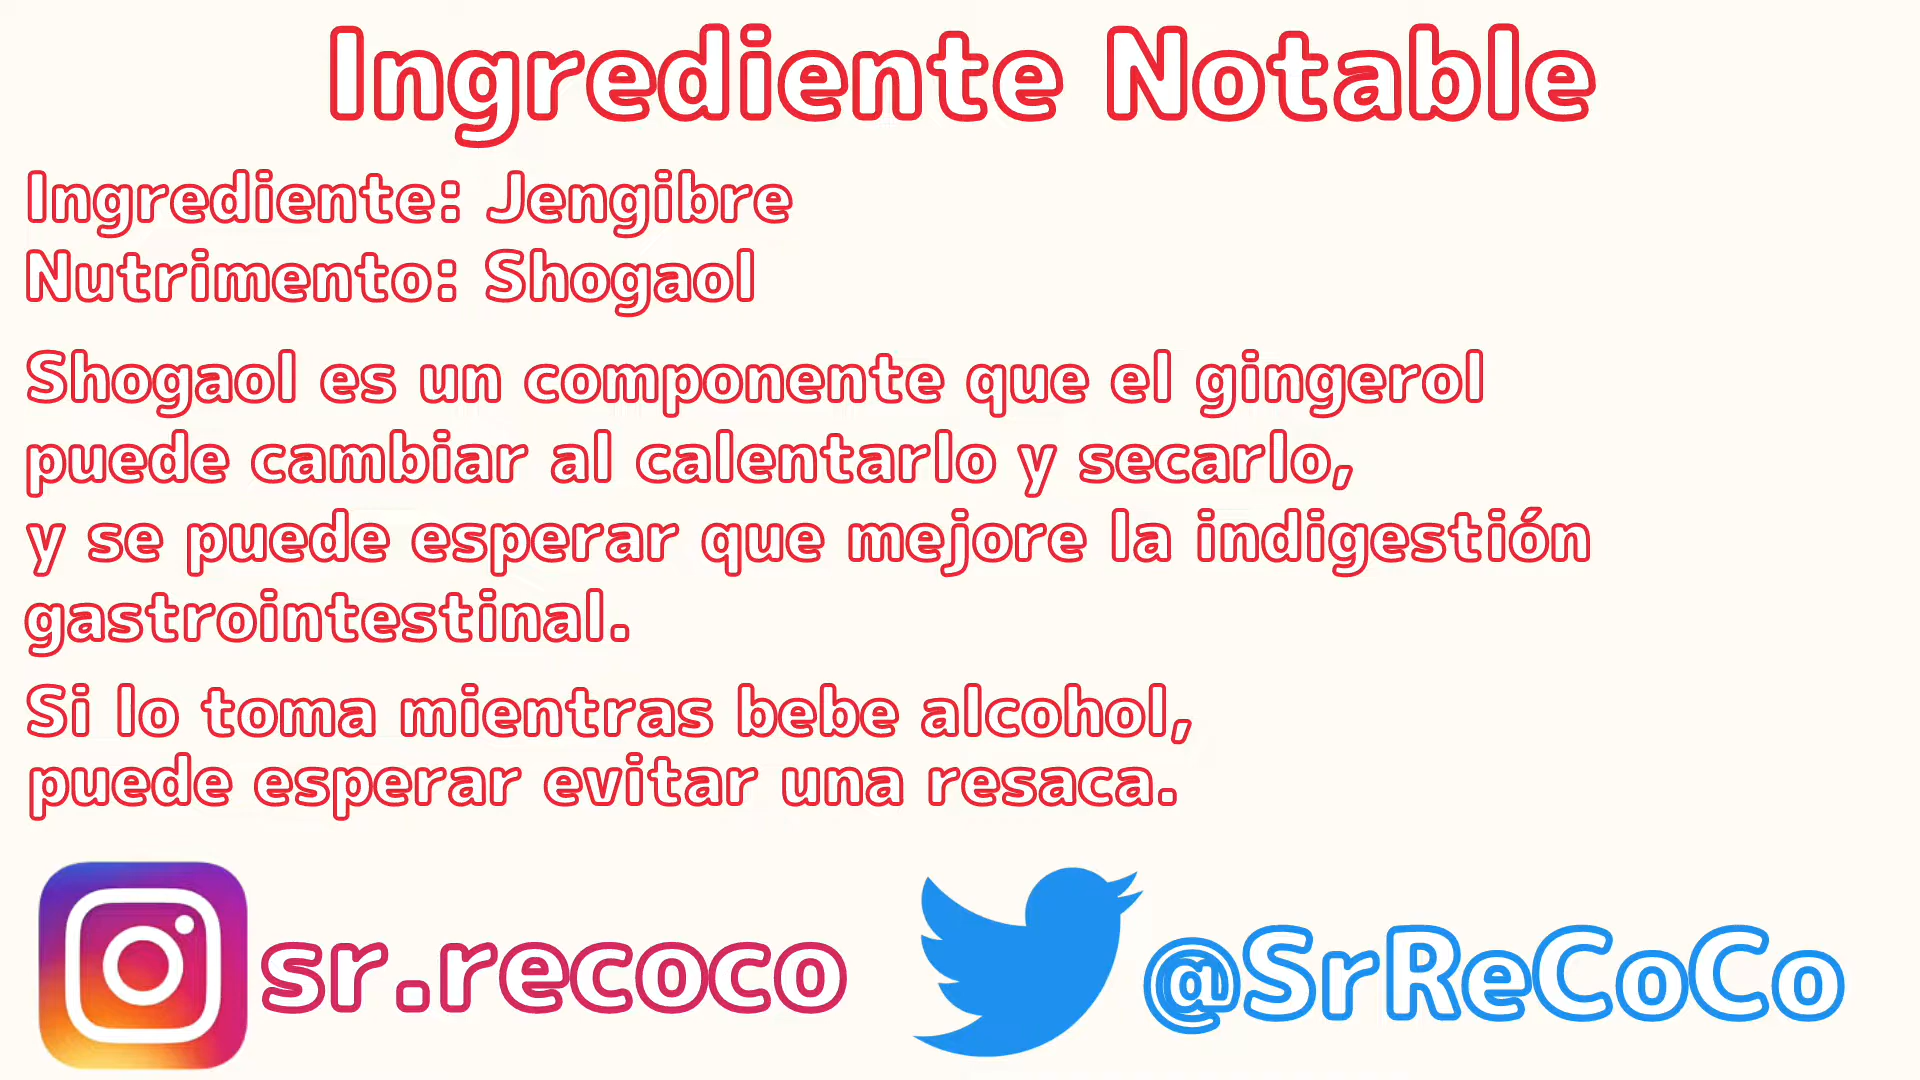 Ingrediente Notable
Ingrediente: Jengibre
Nutrimento: Shogaol
Shogaol es un componente que el gingerol
puede cambiar al calentarlo y secarlo,
y se puede esperar que mejore la indigestión
gastrointestinal.
Si lo toma mientras bebe alcohol,
puede esperar evitar una resaca.
sr.recoco
@SrReCoCo